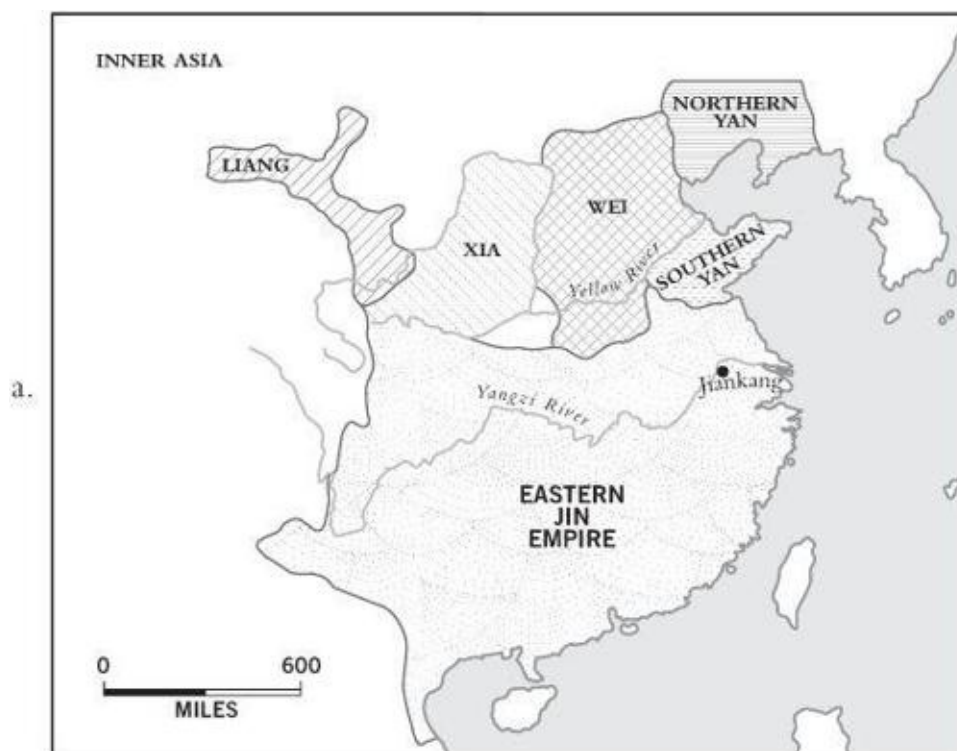 INNER ASIA
NORTHERN
YAN
LIANG
WEI
XIA
SOUTHERN
YAN
Yellow River
a.
Jiankang
Yangzi River
EASTERN
JIN
EMPIRE
0 600
MILES